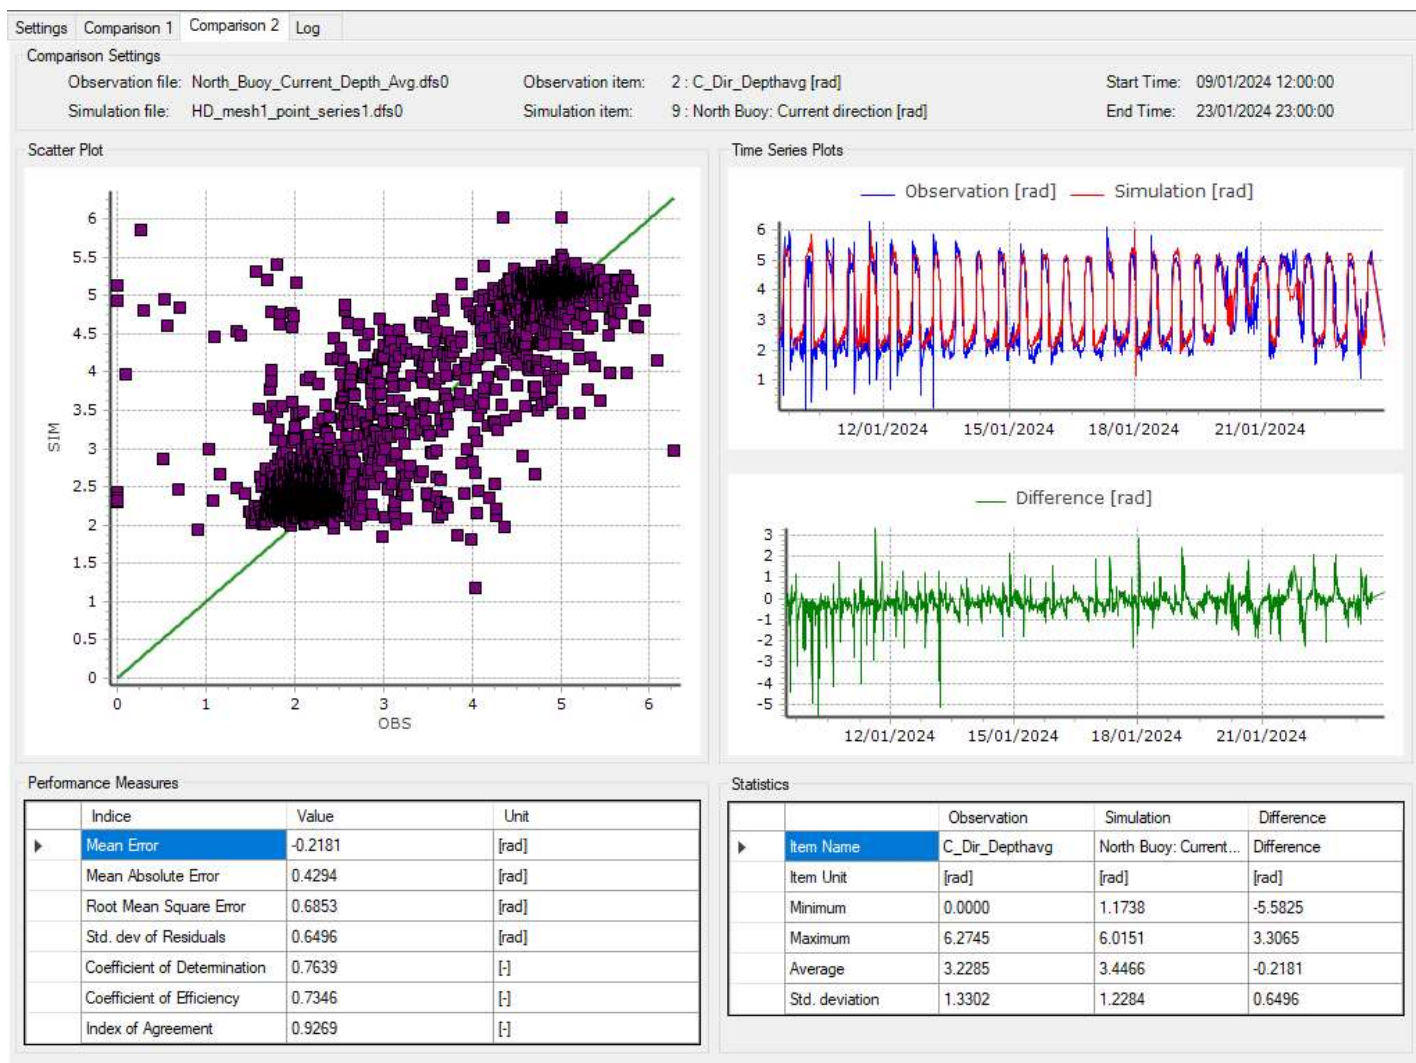 Settings Comparison 1 Comparison 2 Log
Comparison Settings
Observation file: North_Buoy_Current_Depth_Avg.dfs0 Observation item: 2 : C_Dir_Depthavg [rad] Start Time: 09/01/2024 12:00:00
Simulation file: HD_mesh1_point_series1.dfs0 Simulation item: 9 : North Buoy: Current direction [rad] End Time: 23/01/2024 23:00:00
Scatter Plot
6
5.5
5
4.5
4
3.5
3
2.5
2
1.5
1
0.5
0
SIM
0 1 2 3 4 5 6
OBS
Time Series Plots
Observation [rad] Simulation [rad]
6
5
4
3
2
1
12/01/2024 15/01/2024 18/01/2024 21/01/2024
Difference [rad]
3
2
1
0
-1
-2
-3
-4
-5
12/01/2024 15/01/2024 18/01/2024 21/01/2024
Performance Measures
Indice Value Unit
Mean Error -0.2181 [rad]
Mean Absolute Error 0.4294 [rad]
Root Mean Square Error 0.6853 [rad]
Std. dev of Residuals 0.6496 [rad]
Coefficient of Determination 0.7639 [-]
Coefficient of Efficiency 0.7346 [-]
Index of Agreement 0.9269 [-]
Statistics
Observation Simulation Difference
Item Name C_Dir_Depthavg North Buoy: Current... Difference
Item Unit [rad] [rad] [rad]
Minimum 0.0000 1.1738 -5.5825
Maximum 6.2745 6.0151 3.3065
Average 3.2285 3.4466 -0.2181
Std. deviation 1.3302 1.2284 0.6496